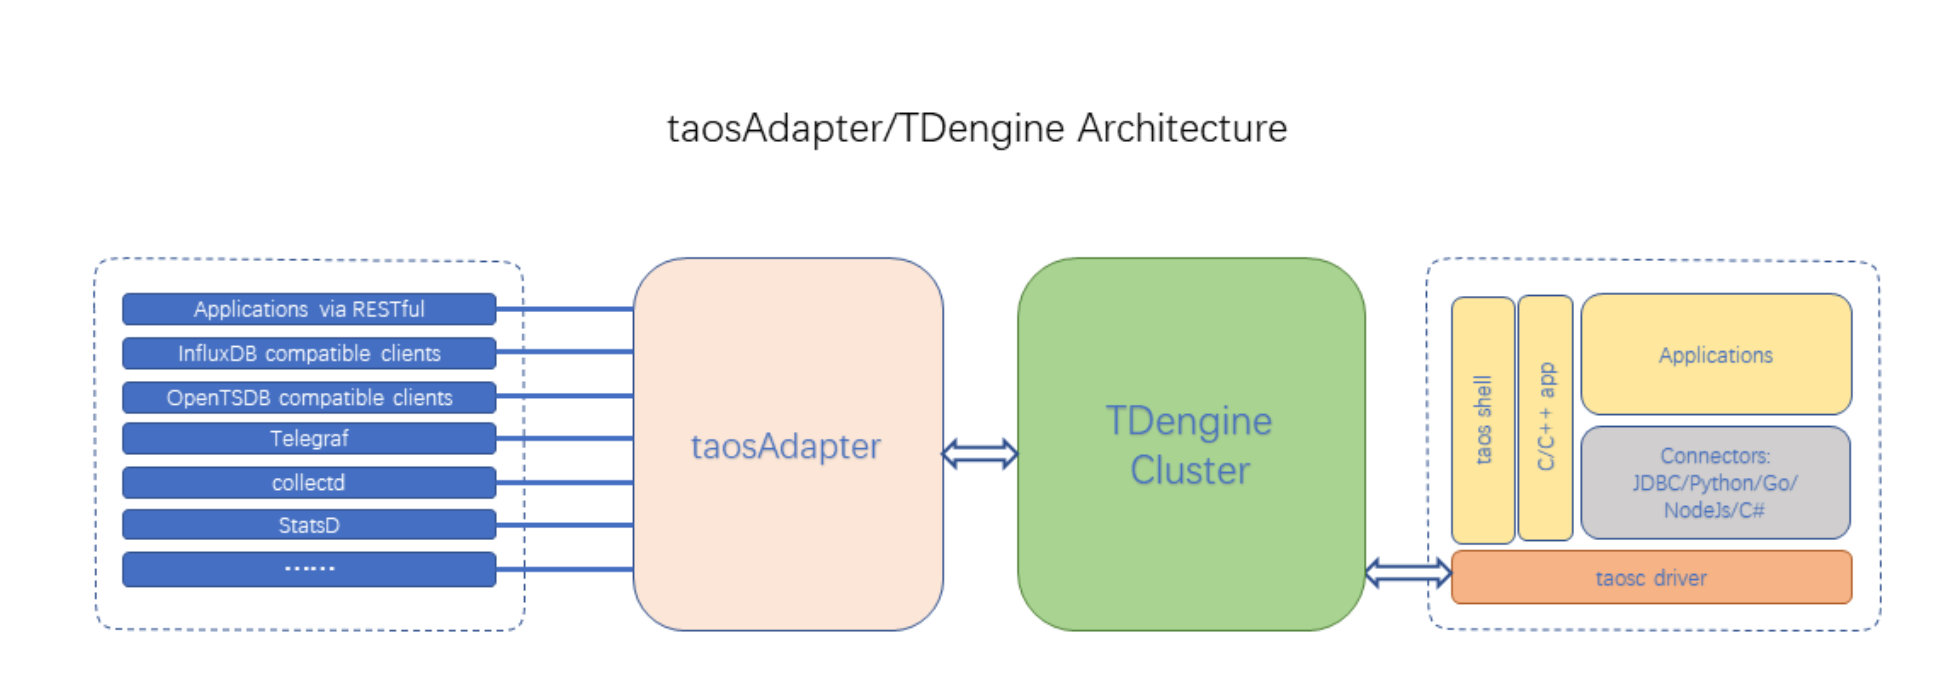 taosAdapter/TDengine Architecture
Applications via RESTful
InfluxDB compatible clients
OpenTSDB compatible clients
Telegraf
collectd
StatsD
······
taosAdapter
TDengine
Cluster
taos shell
C/C++ app
Applications
Connectors:
JDBC/Python/Go/
NodeJs/C#
taosc driver